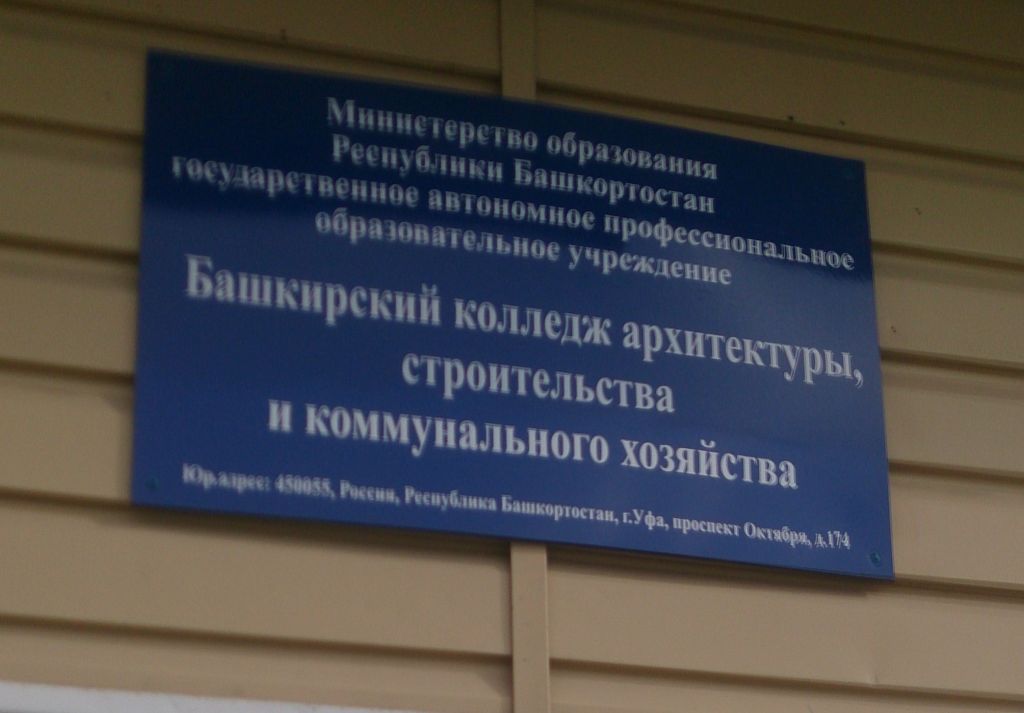 Министерство образования
Республики Башкортостан
государственное автономное профессиональное
образовательное учреждение
Башкирский колледж архитектуры,
строительства
и коммунального хозяйства
Юр.адрес: 450055, Россия, Республика Башкортостан, г.Уфа, проспект Октября, д.174